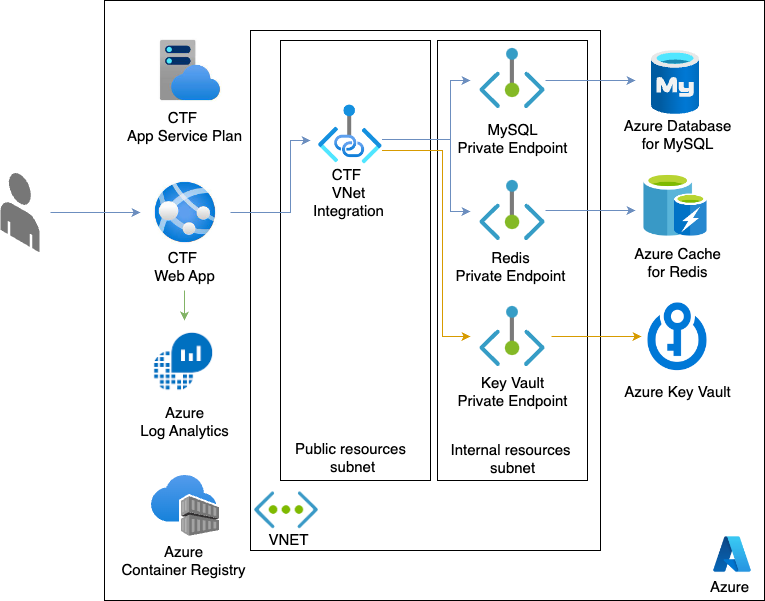 CTF
App Service Plan
CTF
Web App
Azure
Log Analytics
Azure
Container Registry
CTF
VNet
Integration
Public resources
subnet
VNET
MySQL
Private Endpoint
Redis
Private Endpoint
Key Vault
Private Endpoint
Internal resources
subnet
My
Azure Database
for MySQL
Azure Cache
for Redis
Azure Key Vault
Azure